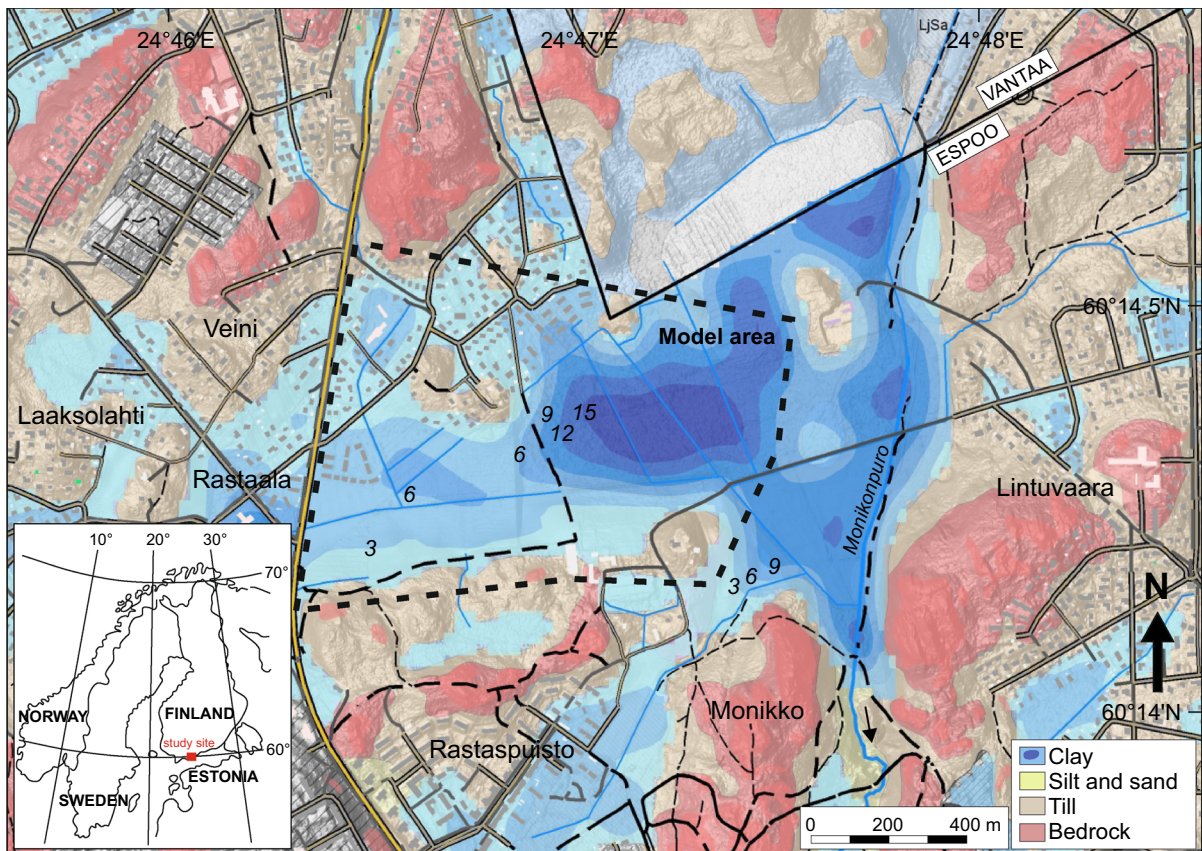 24°46'E
24°47'E
LjSa
24°48'E
VANTAA
ESPOO
60°14.5'N
Veini
Model area
Laaksolahti
9
15
12
6
Rastaala
6
Lintuvaara
Monikonpuro
3
9
6
3
N
10°
20°
30°
70°
NORWAY
FINLAND
study site
60°
ESTONIA
SWEDEN
Monikko
60°14'N
Rastaspuisto
Clay
Silt and sand
Till
Bedrock
0 200 400 m